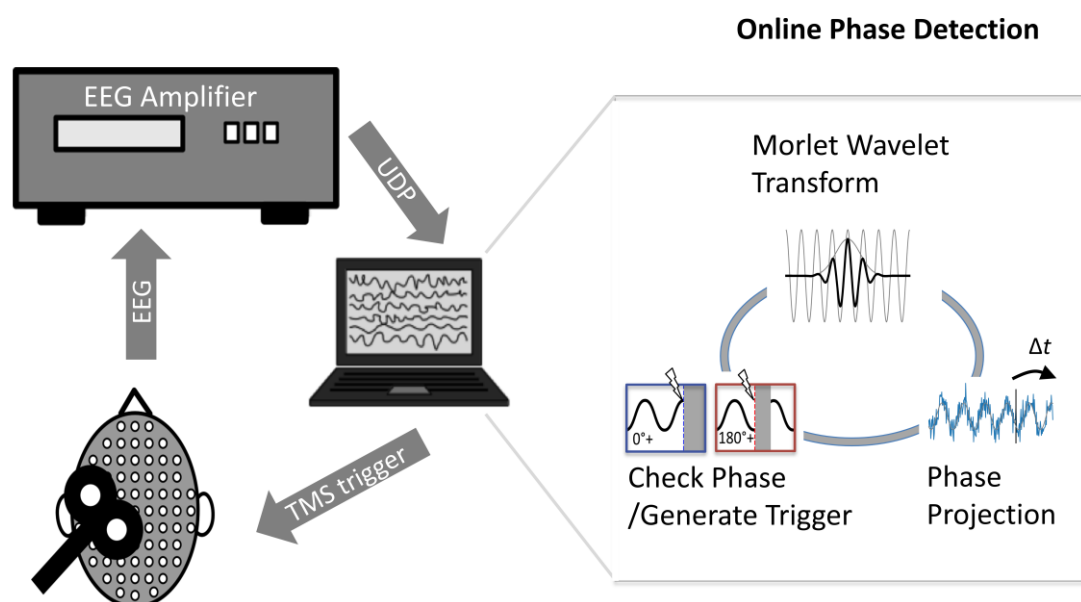 Online Phase Detection
EEG Amplifier
UDP
EEG
TMS trigger
Morlet Wavelet
Transform
Δt
0°+
180°+
Check Phase
/Generate Trigger
Phase
Projection